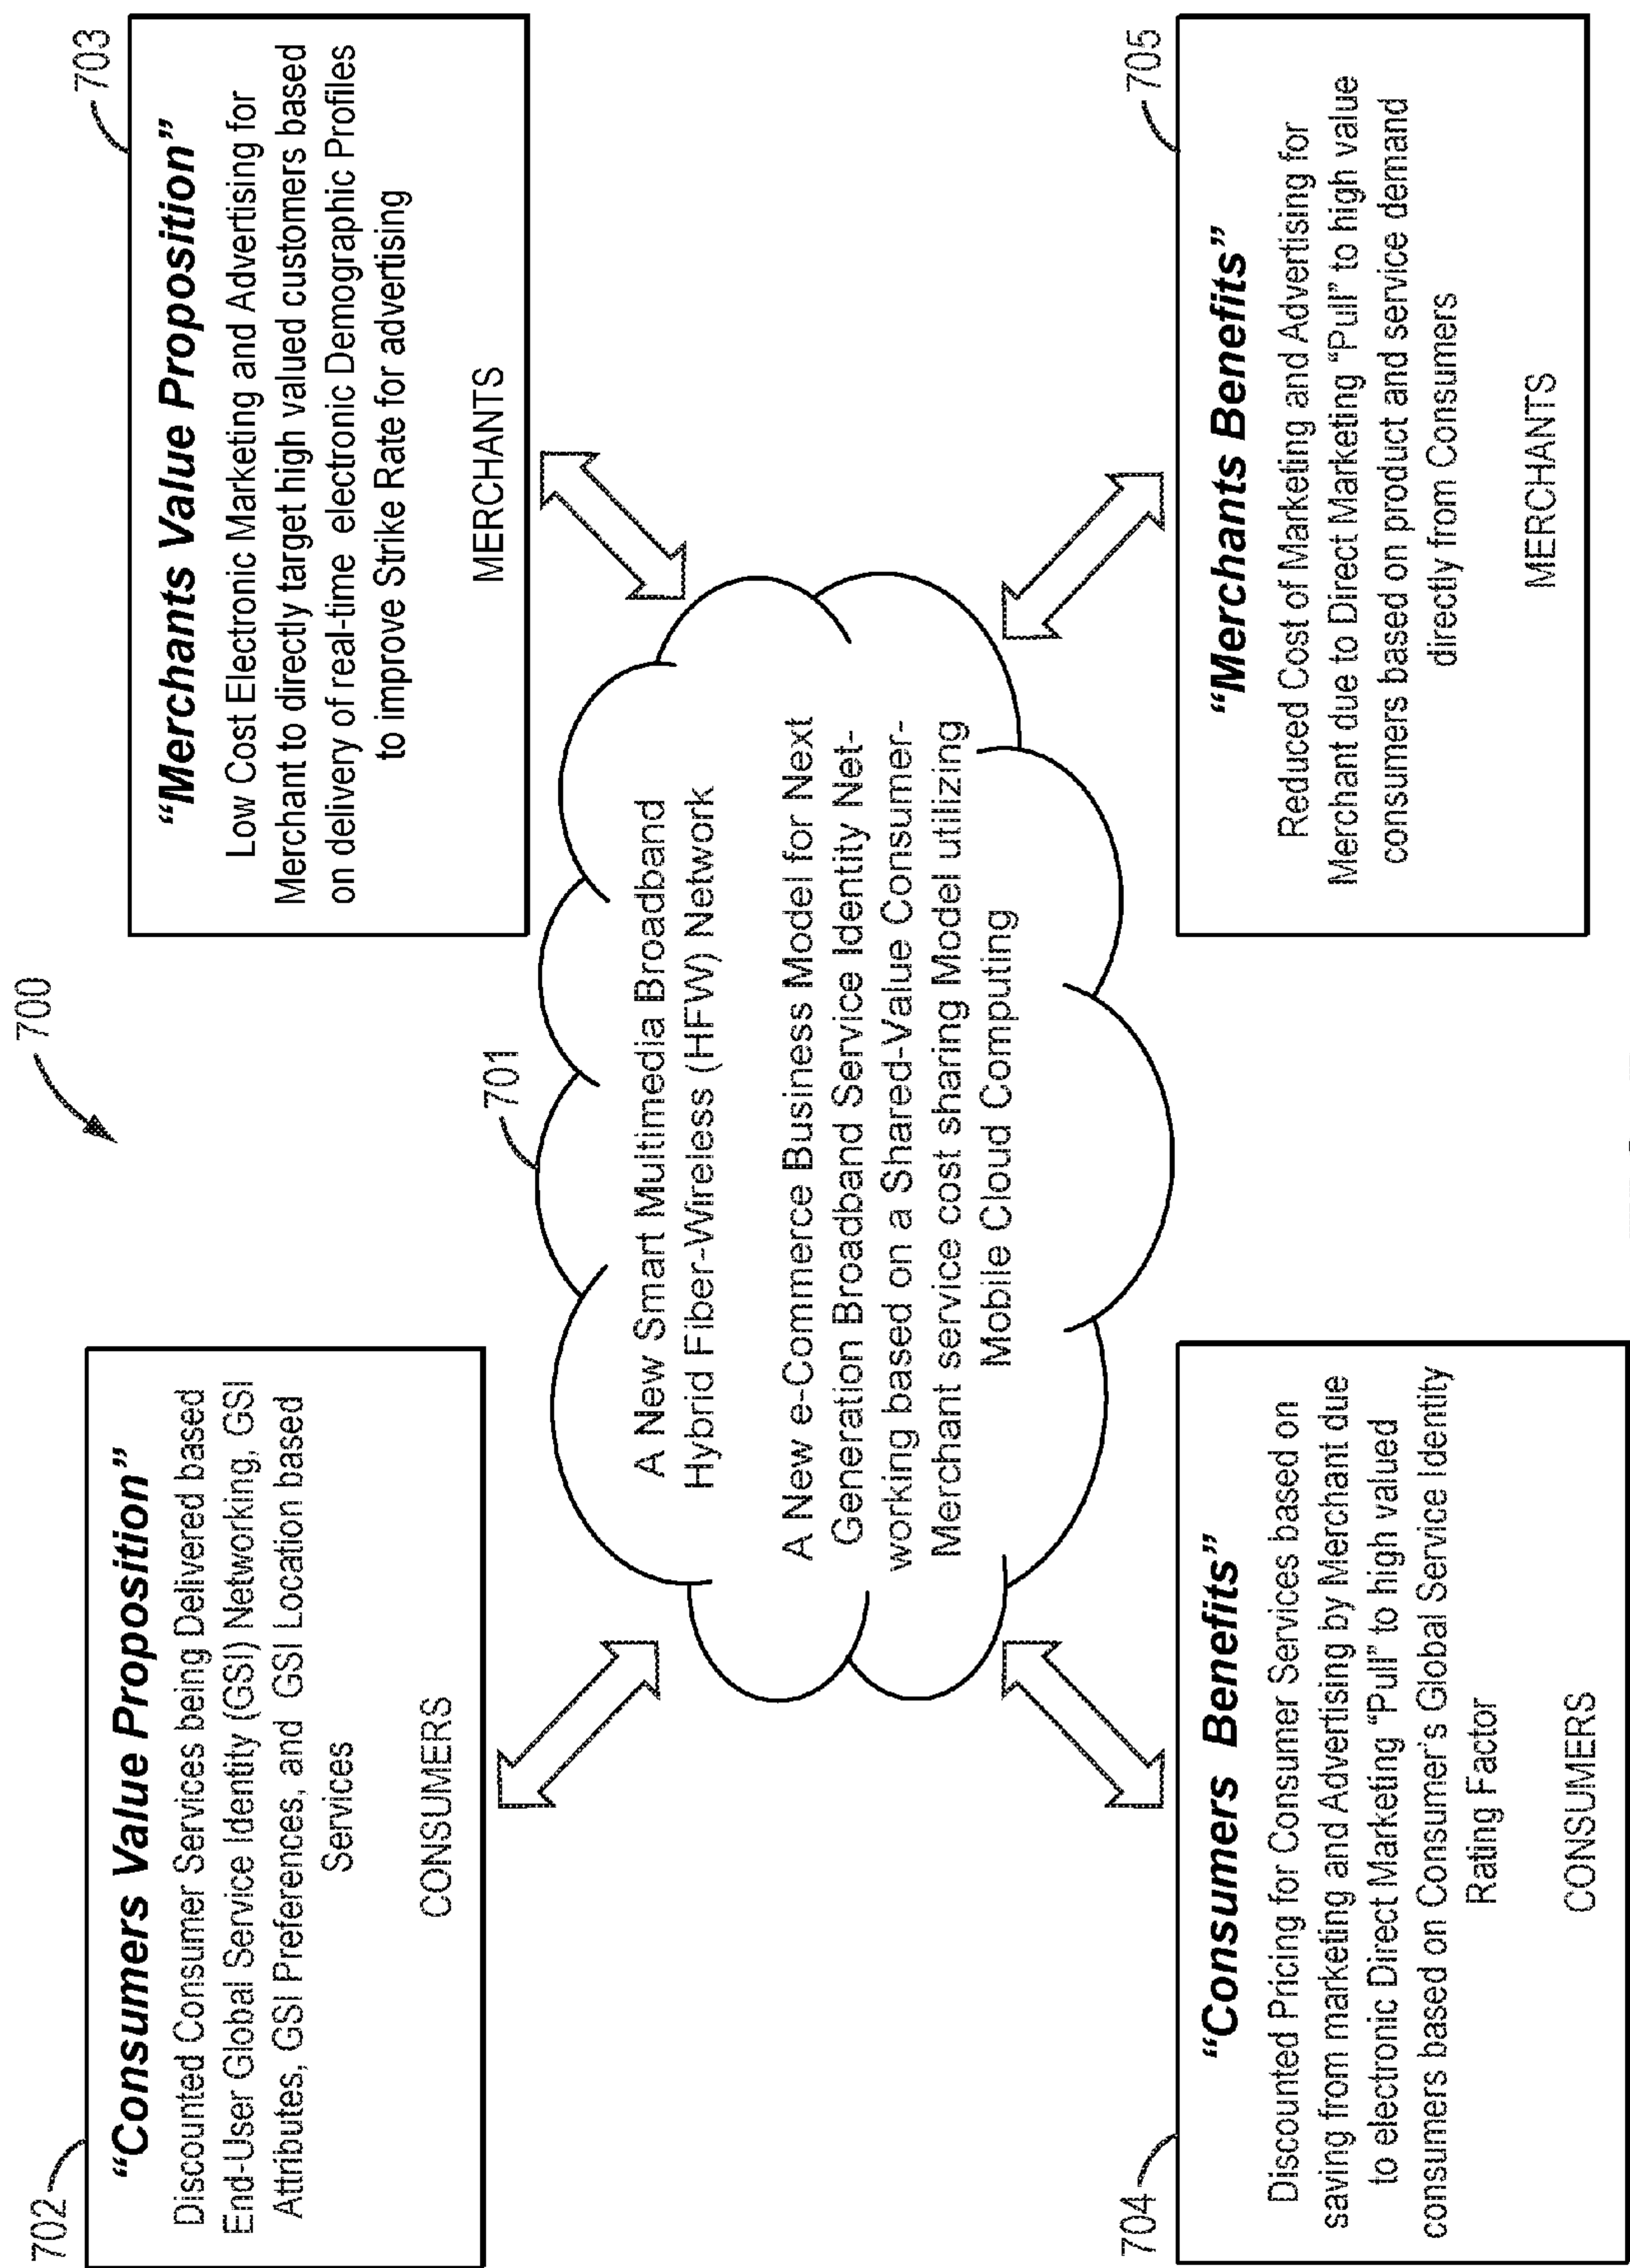 700
702
“Consumers Value Proposition”
Discounted Consumer Services being Delivered based
End-User Global Service Identity (GSI) Networking, GSI
Attributes, GSI Preferences, and GSI Location based
Services
CONSUMERS
703
“Merchants Value Proposition”
Low Cost Electronic Marketing and Advertising for
Merchant to directly target high valued customers based
on delivery of real-time electronic Demographic Profiles
to improve Strike Rate for advertising
MERCHANTS
701
A New Smart Multimedia Broadband
Hybrid Fiber-Wireless (HFW) Network
A New e-Commerce Business Model for Next
Generation Broadband Service Identity Net-
working based on a Shared-Value Consumer-
Merchant service cost sharing Model utilizing
Mobile Cloud Computing
704
“Consumers Benefits”
Discounted Pricing for Consumer Services based on
saving from marketing and Advertising by Merchant due
to electronic Direct Marketing “Pull” to high valued
consumers based on Consumer's Global Service Identity
Rating Factor
CONSUMERS
705
“Merchants Benefits”
Reduced Cost of Marketing and Advertising for
Merchant due to Direct Marketing “Pull” to high value
consumers based on product and service demand
directly from Consumers
MERCHANTS